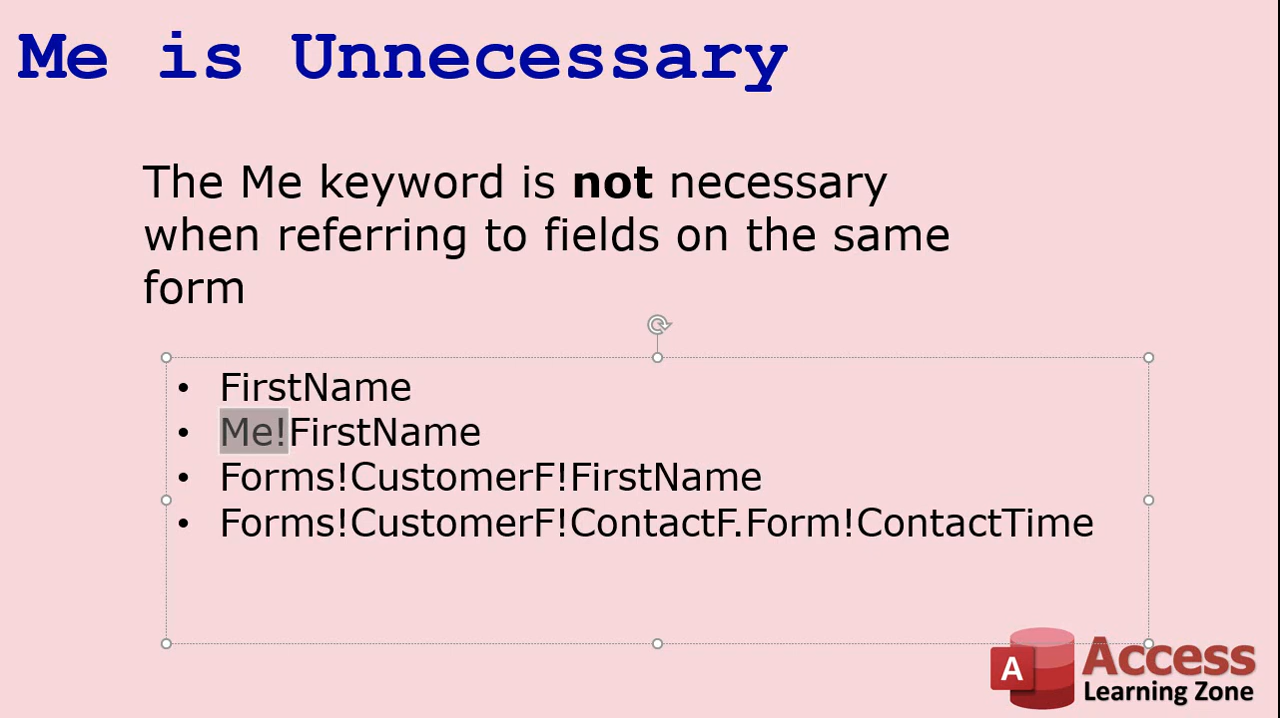 Me is Unnecessary
The Me keyword is not necessary
when referring to fields on the same
form
• FirstName
• Me!FirstName
• Forms!CustomerF!FirstName
• Forms!CustomerF!ContactF.Form!ContactTime
A Access
Learning Zone